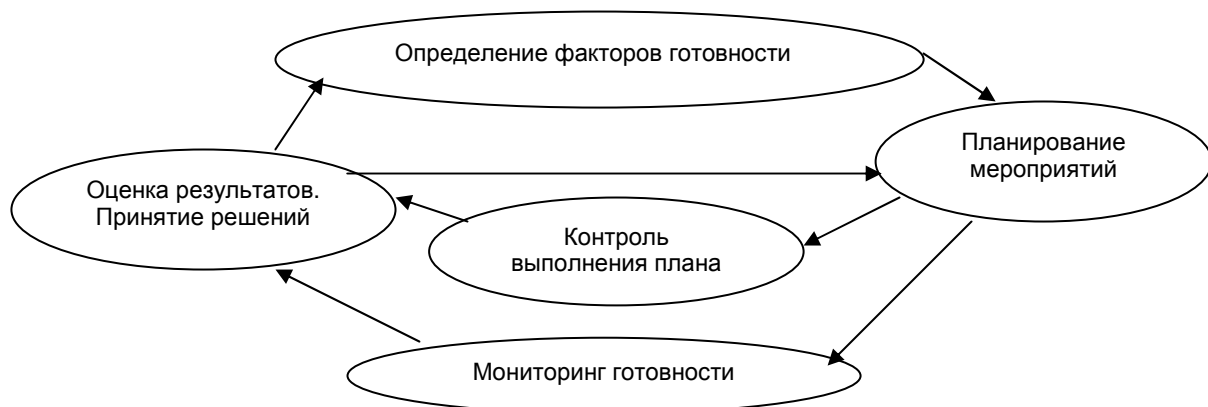 Определение факторов готовности
Планирование
мероприятий
Оценка результатов.
Принятие решений
Контроль
выполнения плана
Мониторинг готовности